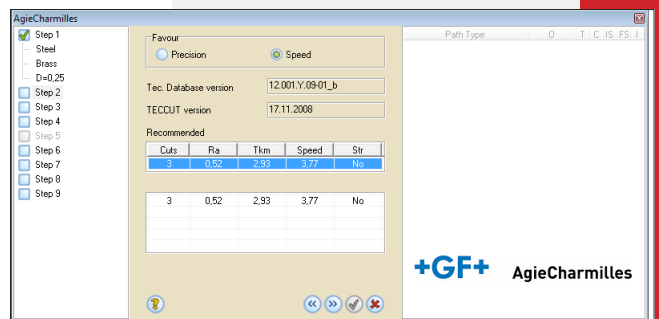 AgieCharmilles
Step 1
Steel
Brass
D=0,25
Step 2
Step 3
Step 4
Step 5
Step 6
Step 7
Step 8
Step 9
Favour
Precision Speed
Tec. Database version 12.001.Y.09-01_b
TECCUT version 17.11.2008
Recommended
Cuts Ra Tkm Speed Str
3 0,52 2,93 3,77 No
3 0,52 2,93 3,77 No
Path Type O T C IS FS I
+GF+ AgieCharmilles